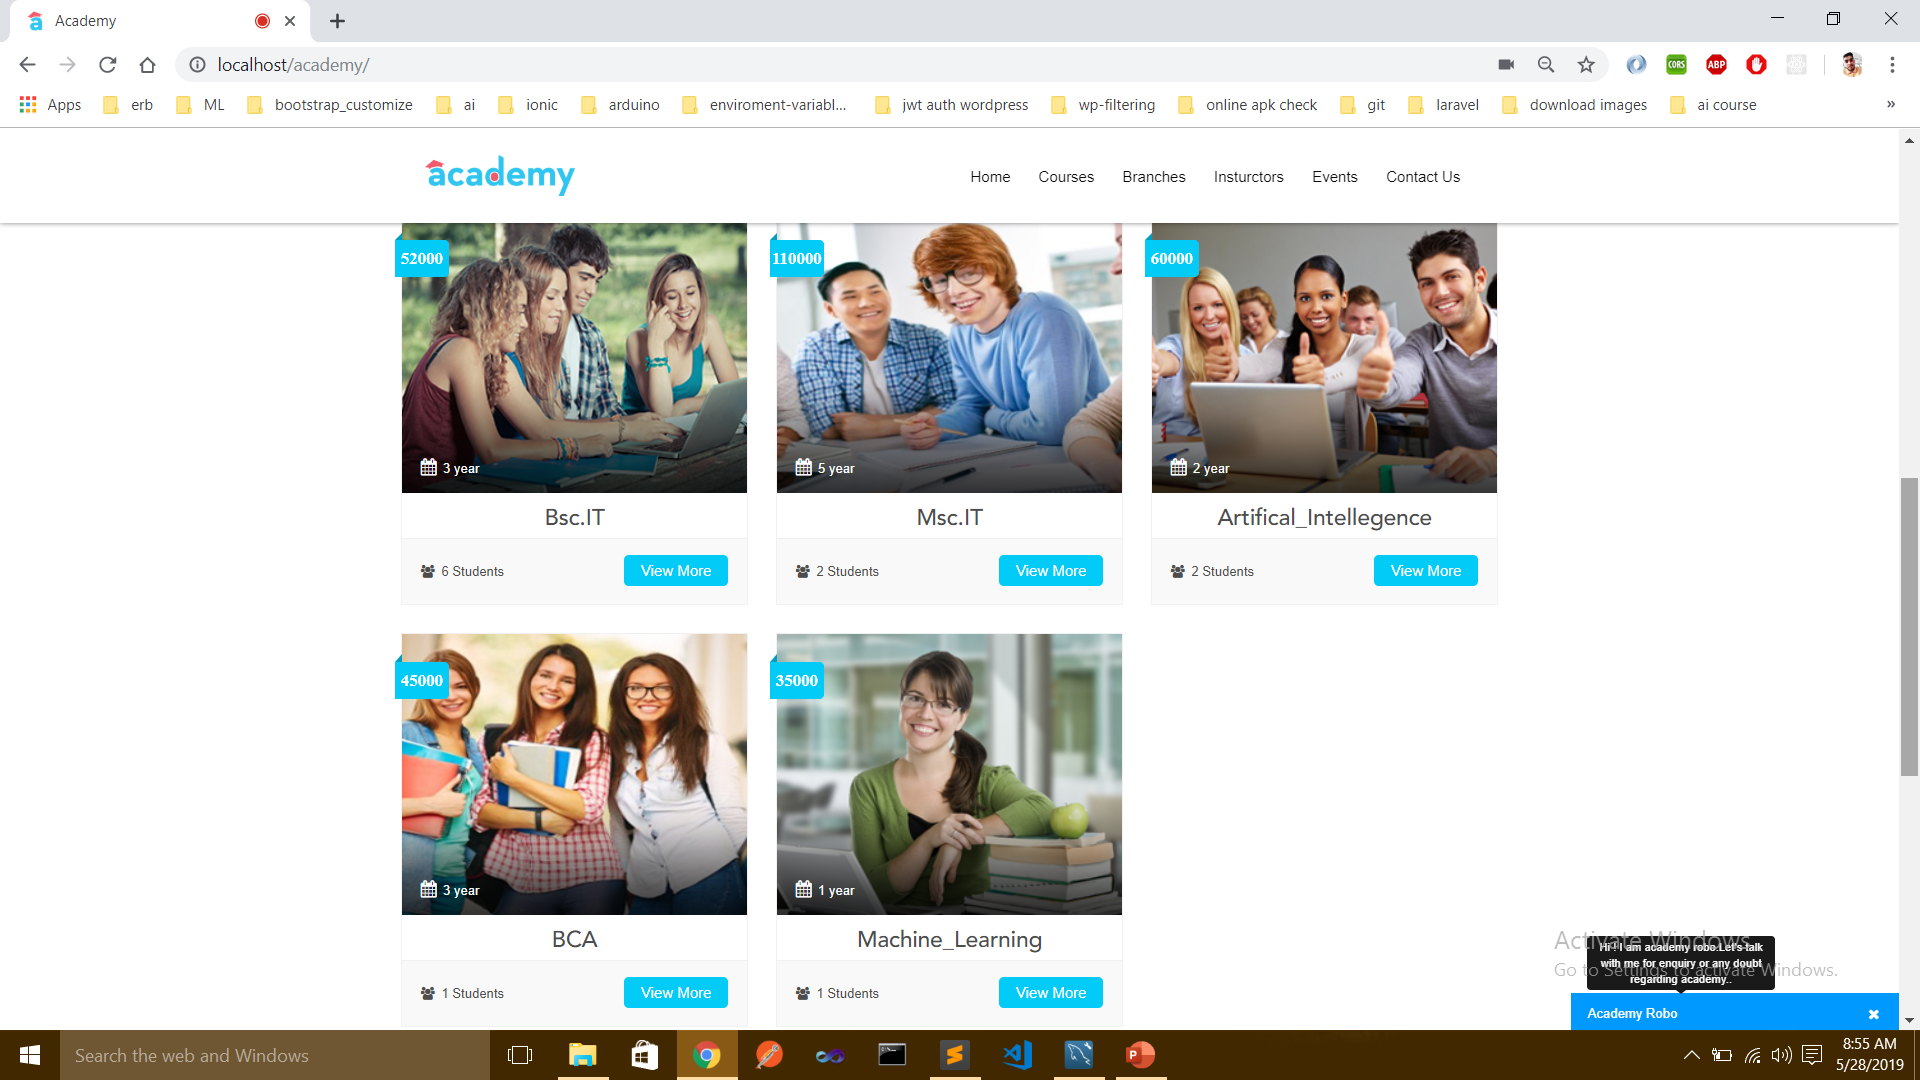 Academy
localhost/academy/
CORS
ABP
Apps
erb
ML
bootstrap_customize
ai
ionic
arduino
enviroment-variabl...
jwt auth wordpress
wp-filtering
online apk check
git
laravel
download images
ai course
»
academy
Home
Courses
Branches
Insturctors
Events
Contact Us
52000
110000
60000
3 year
5 year
2 year
Bsc.IT
Msc.IT
Artifical_Intellegence
6 Students
View More
2 Students
View More
2 Students
View More
45000
35000
3 year
1 year
BCA
Machine_Learning
1 Students
View More
1 Students
View More
Activate Windows
Go to Settings to activate Windows.
Hi ! I am academy robo.Let's talk
with me for enquiry or any doubt
regarding academy..
Academy Robo
Search the web and Windows
8:55 AM
5/28/2019